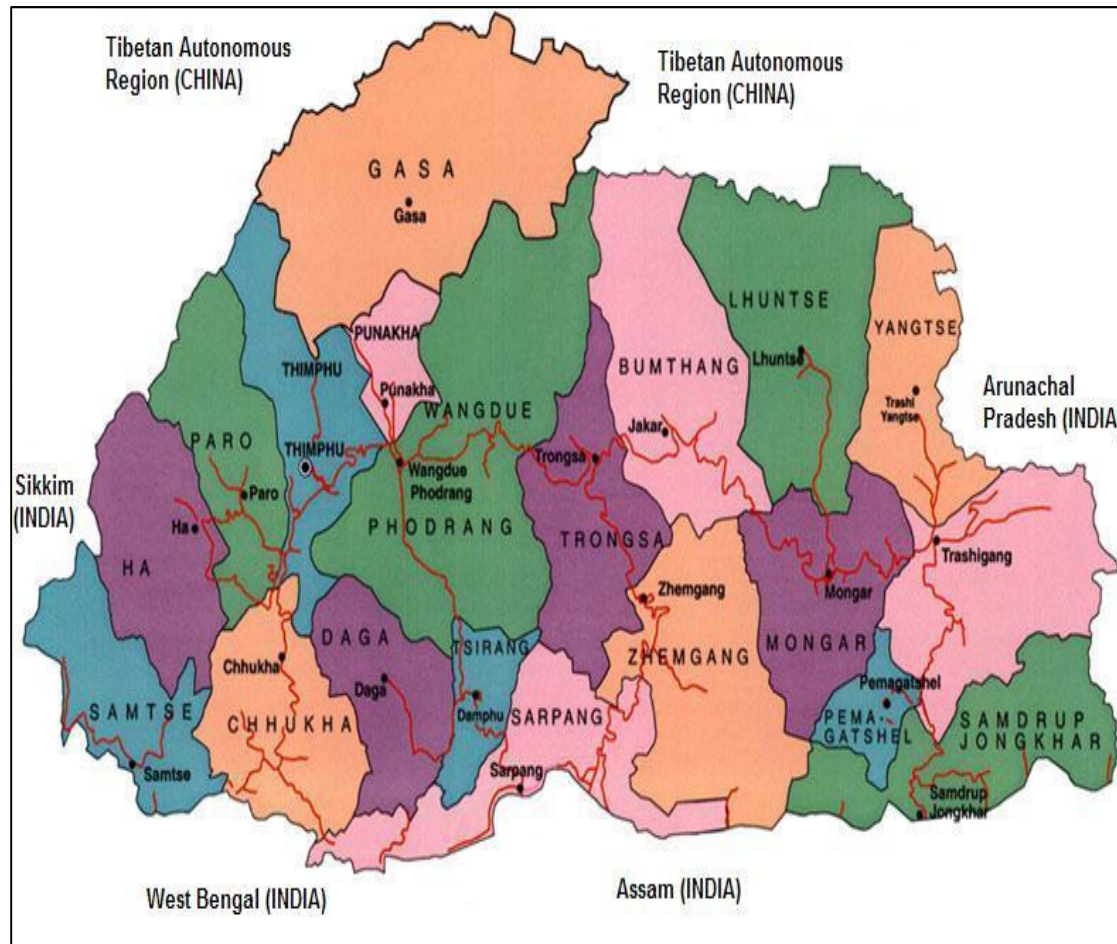 Tibetan Autonomous
Region (CHINA)
Tibetan Autonomous
Region (CHINA)
GASA
Gasa
PUNAKHA
Punakha
THIMPHU
THIMPHU
PARO
Paro
WANGDUE
Wangdue
Phodrang
PHODRANG
BUMTHANG
Jakar
LHUNTSE
Lhuntse
YANGTSE
Trashi
Yangtse
Arunachal
Pradesh (INDIA
Sikkim
(INDIA)
Ha
HA
Trongsa
TRONGSA
Zhemgang
ZHEMGANG
Mongar
MONGAR
Trashigang
Chhukha
CHHUKHA
DAGA
Daga
TSIRANG
Damphu
SARPANG
Sarpang
SAMTSE
Samtse
Pemagatshel
PEMA-
GATSHEL
SAMDRUP
JONGKHAR
Samdrup
Jongkhar
West Bengal (INDIA)
Assam (INDIA)